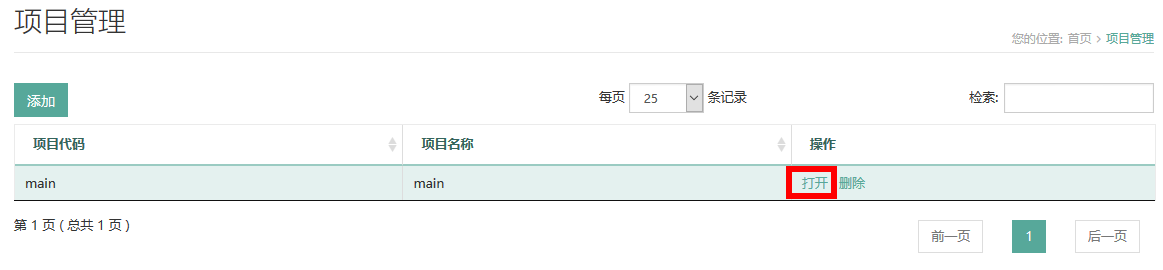 项目管理
您的位置: 首页 › 项目管理
添加 每页 25 条记录 检索:
项目代码 项目名称 操作
main main 打开 删除
第 1 页 ( 总共 1 页 )
前一页 1 后一页